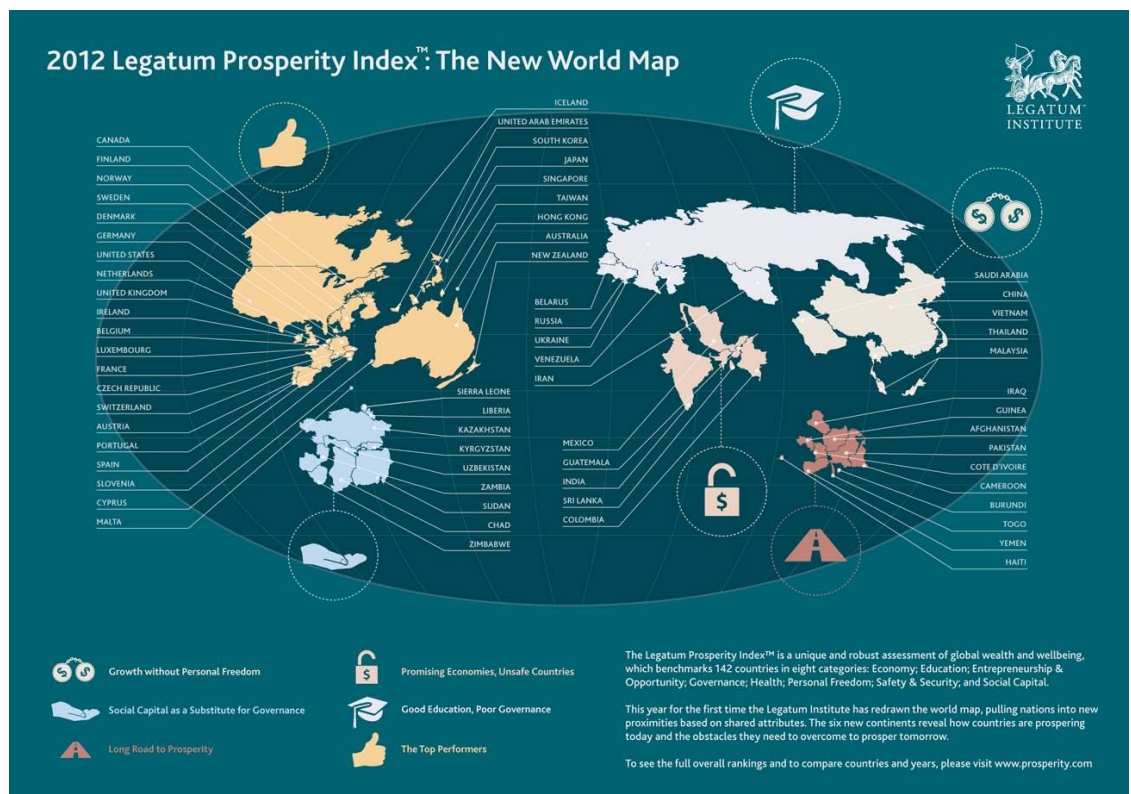 2012 Legatum Prosperity Index™: The New World Map
LEGATUM™
INSTITUTE
CANADA
FINLAND
NORWAY
SWEDEN
DENMARK
GERMANY
UNITED STATES
NETHERLANDS
UNITED KINGDOM
IRELAND
BELGIUM
LUXEMBOURG
FRANCE
CZECH REPUBLIC
SWITZERLAND
AUSTRIA
PORTUGAL
SPAIN
SLOVENIA
CYPRUS
MALTA
ICELAND
UNITED ARAB EMIRATES
SOUTH KOREA
JAPAN
SINGAPORE
TAIWAN
HONG KONG
AUSTRALIA
NEW ZEALAND
SIERRA LEONE
LIBERIA
KAZAKHSTAN
KYRGYZSTAN
UZBEKISTAN
ZAMBIA
SUDAN
CHAD
ZIMBABWE
BELARUS
RUSSIA
UKRAINE
VENEZUELA
IRAN
MEXICO
GUATEMALA
INDIA
SRI LANKA
COLOMBIA
$
$ $
SAUDI ARABIA
CHINA
VIETNAM
THAILAND
MALAYSIA
IRAQ
GUINEA
AFGHANISTAN
PAKISTAN
COTE D'IVOIRE
CAMEROON
BURUNDI
TOGO
YEMEN
HAITI
$ $
Growth without Personal Freedom
Social Capital as a Substitute for Governance
Long Road to Prosperity
$
Promising Economies, Unsafe Countries
Good Education, Poor Governance
The Top Performers
The Legatum Prosperity Index™ is a unique and robust assessment of global wealth and wellbeing,
which benchmarks 142 countries in eight categories: Economy; Education; Entrepreneurship &
Opportunity; Governance; Health; Personal Freedom; Safety & Security; and Social Capital.
This year for the first time the Legatum Institute has redrawn the world map, pulling nations into new
proximities based on shared attributes. The six new continents reveal how countries are prospering
today and the obstacles they need to overcome to prosper tomorrow.
To see the full overall rankings and to compare countries and years, please visit www.prosperity.com